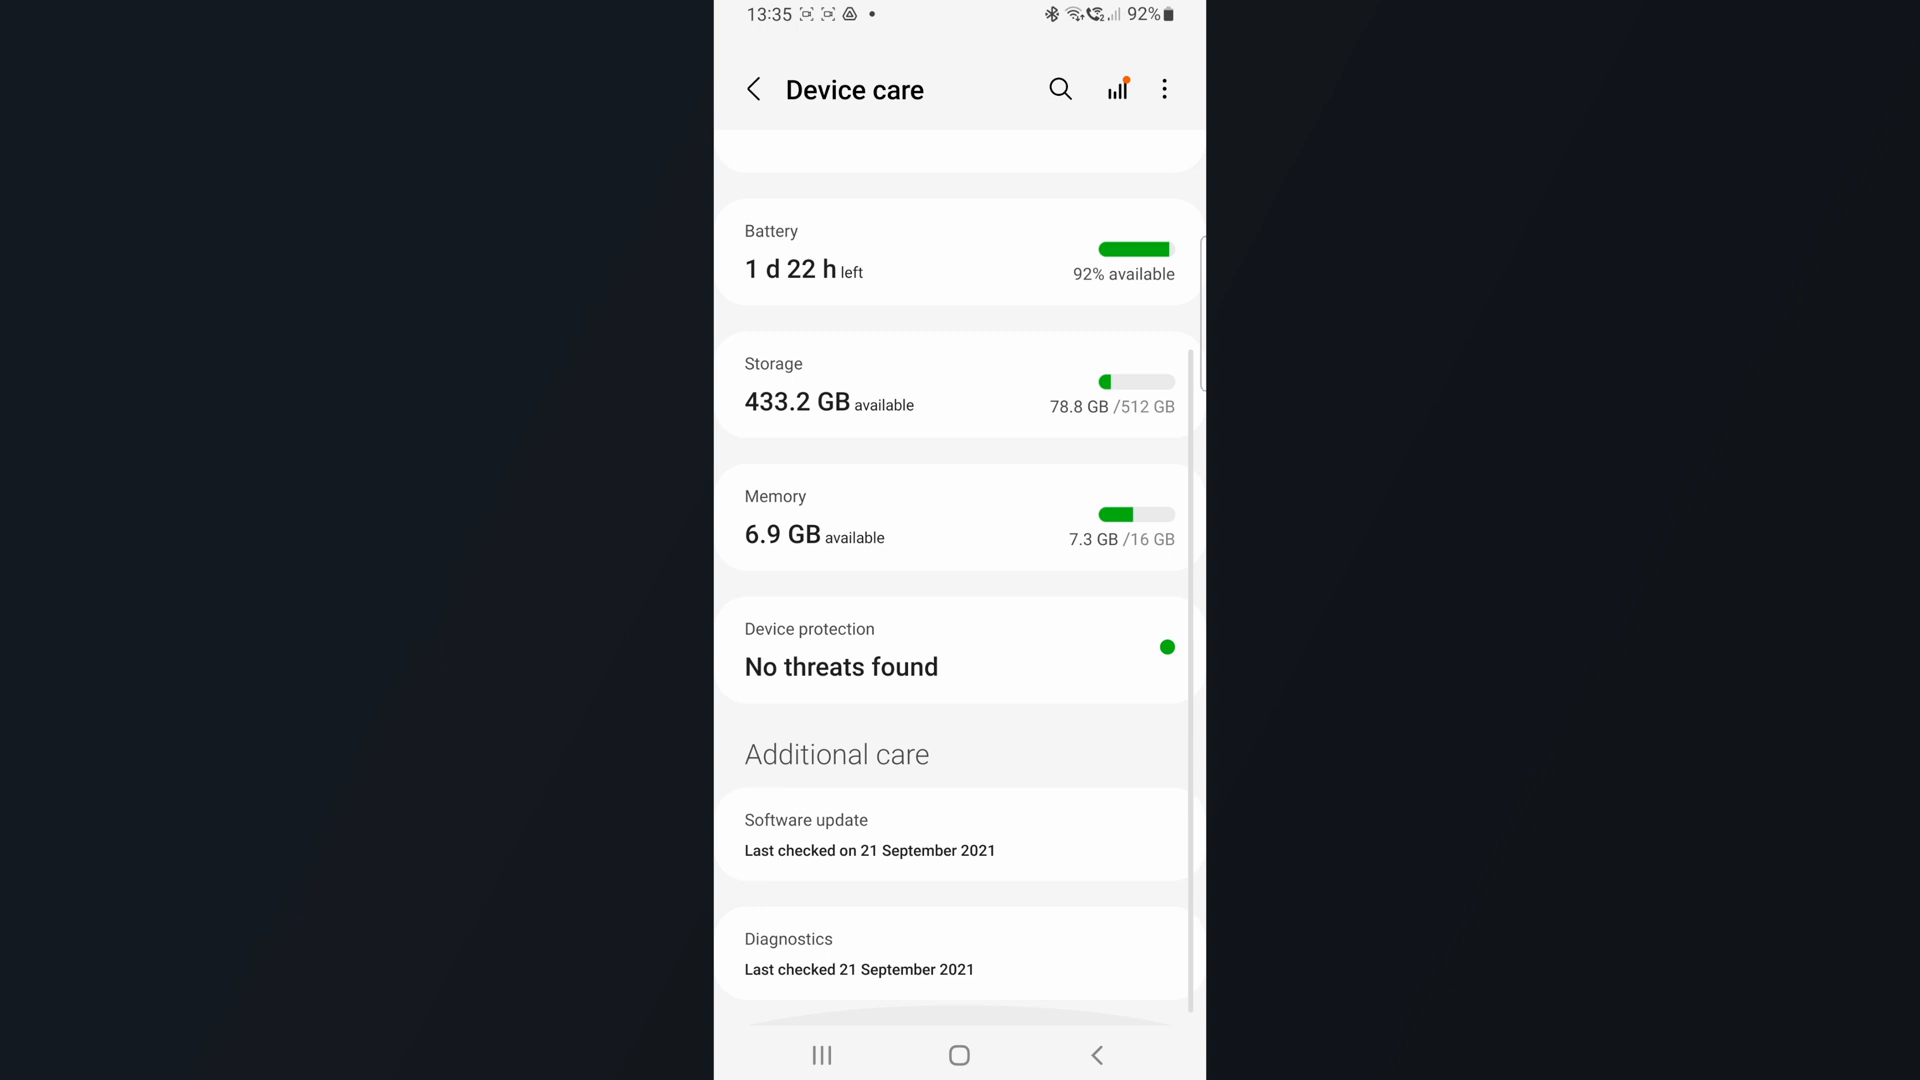 13:35 92%
Device care
Battery
1 d 22 h left
92% available
Storage
433.2 GB available
78.8 GB /512 GB
Memory
6.9 GB available
7.3 GB /16 GB
Device protection
No threats found
Additional care
Software update
Last checked on 21 September 2021
Diagnostics
Last checked 21 September 2021